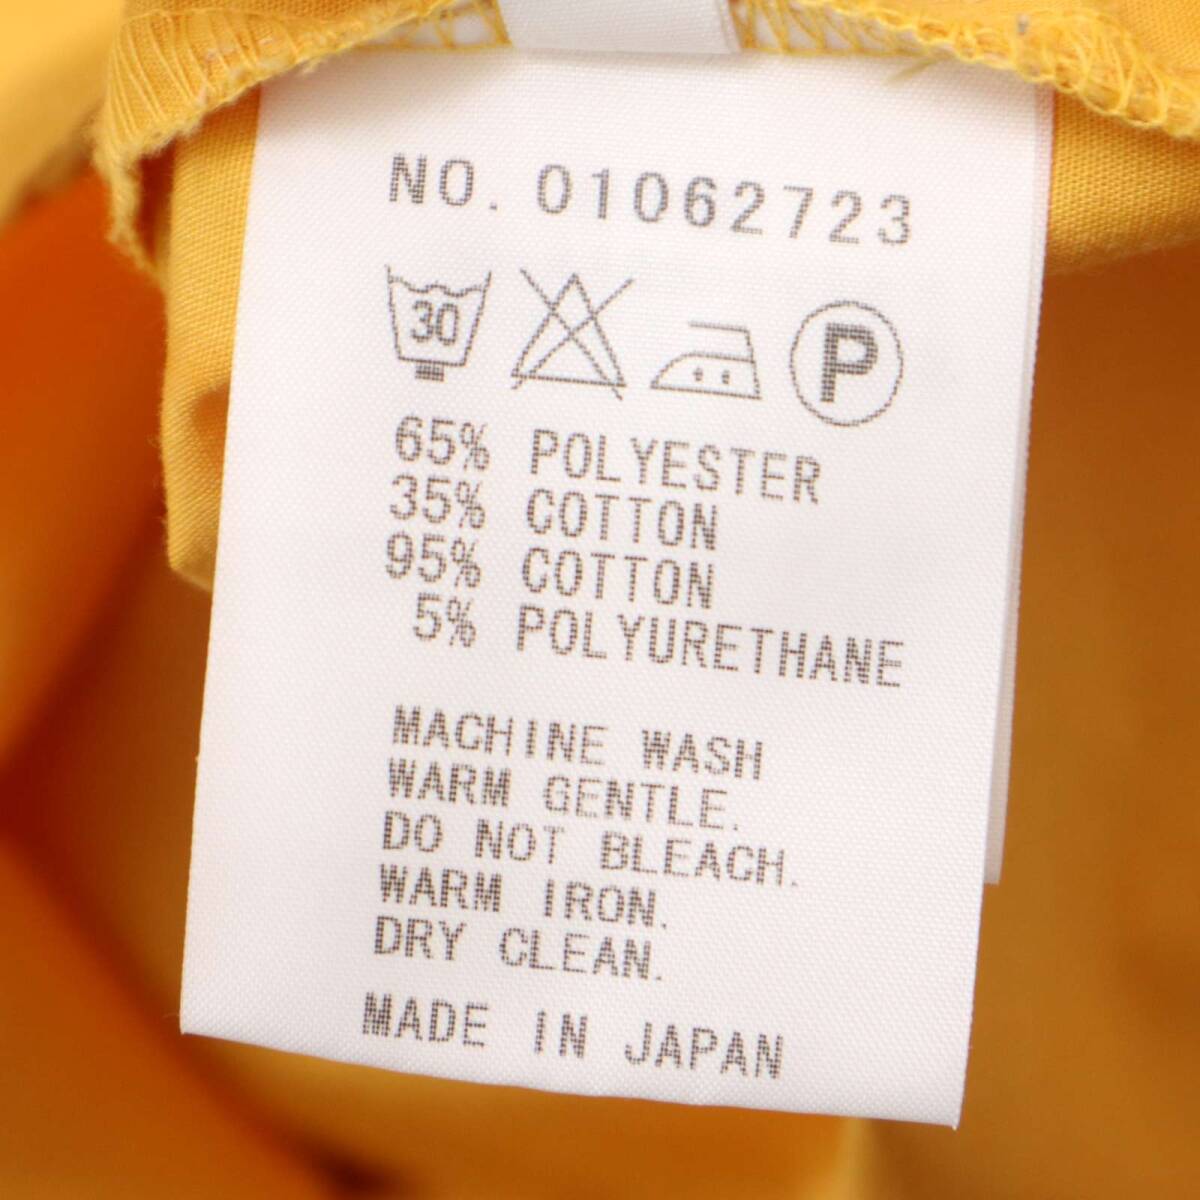 NO. 01062723
30
P
65% POLYESTER
35% COTTON
95% COTTON
5% POLYURETHANE
MACHINE WASH
WARM GENTLE.
DO NOT BLEACH.
WARM IRON.
DRY CLEAN.
MADE IN JAPAN